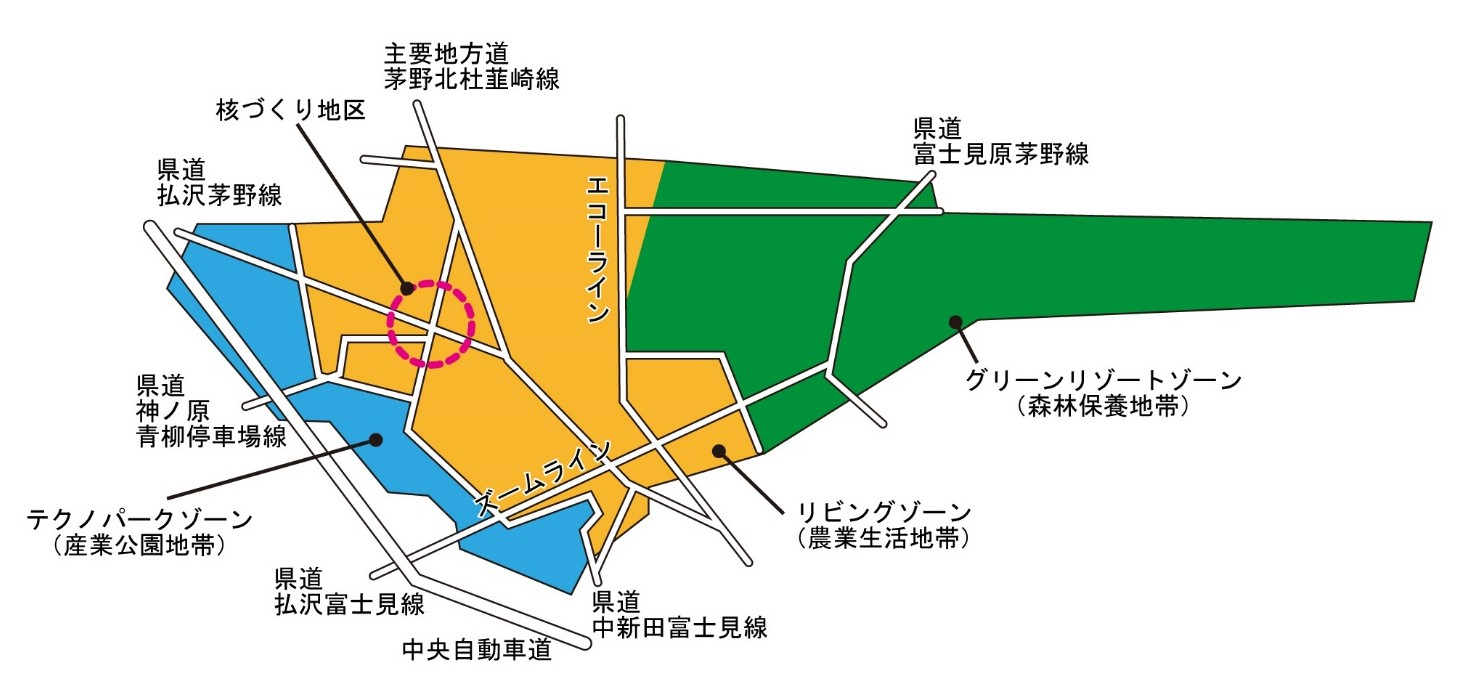 主要地方道
茅野北杜韮崎線
核づくり地区
県道
富士見原茅野線
県道
払沢茅野線
エコーライン
グリーンリゾートゾーン
（森林保養地帯）
県道
神ノ原
青柳停車場線
ズームライン
テクノパークゾーン
（産業公園地帯）
リビングゾーン
（農業生活地帯）
県道
払沢富士見線
県道
中新田富士見線
中央自動車道